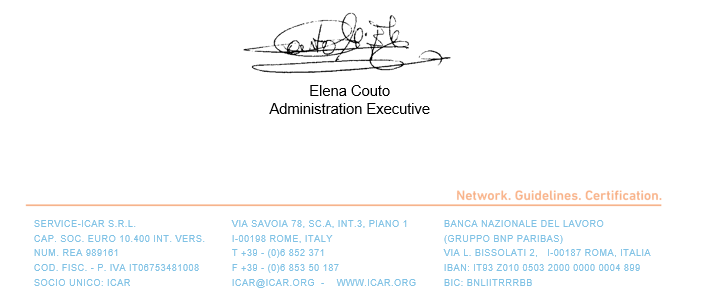 Elena Couto
Administration Executive
Network. Guidelines. Certification.
SERVICE-ICAR S.R.L.
CAP. SOC. EURO 10.400 INT. VERS.
NUM. REA 989161
COD. FISC. - P. IVA IT06753481008
SOCIO UNICO: ICAR
VIA SAVOIA 78, SC.A, INT.3, PIANO 1
I-00198 ROME, ITALY
T +39 - (0)6 852 371
F +39 - (0)6 853 50 187
ICAR@ICAR.ORG - WWW.ICAR.ORG
BANCA NAZIONALE DEL LAVORO
(GRUPPO BNP PARIBAS)
VIA L. BISSOLATI 2, I-00187 ROMA, ITALIA
IBAN: IT93 Z010 0503 2000 0000 0004 899
BIC: BNLIITRRRBB